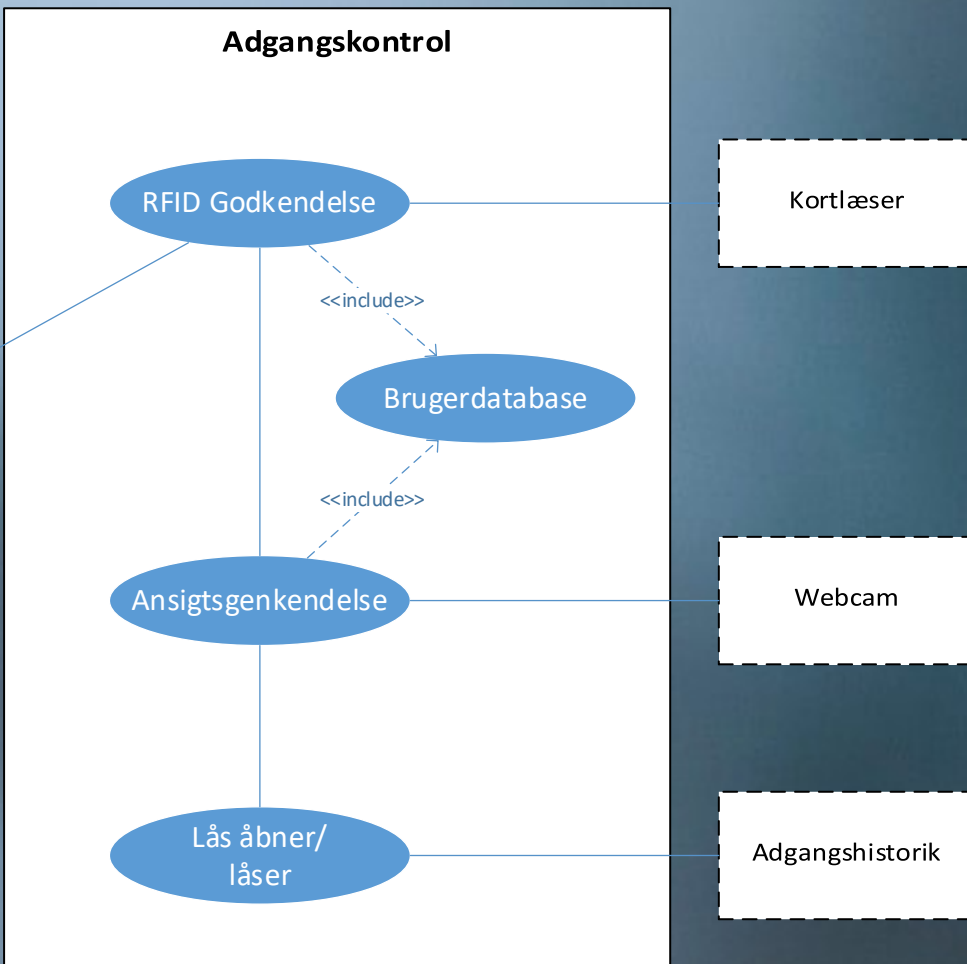 Adgangskontrol
RFID Godkendelse
Kortlæser
<<include>>
Brugerdatabase
<<include>>
Ansigtsgenkendelse
Webcam
Lås åbner/
låser
Adgangshistorik